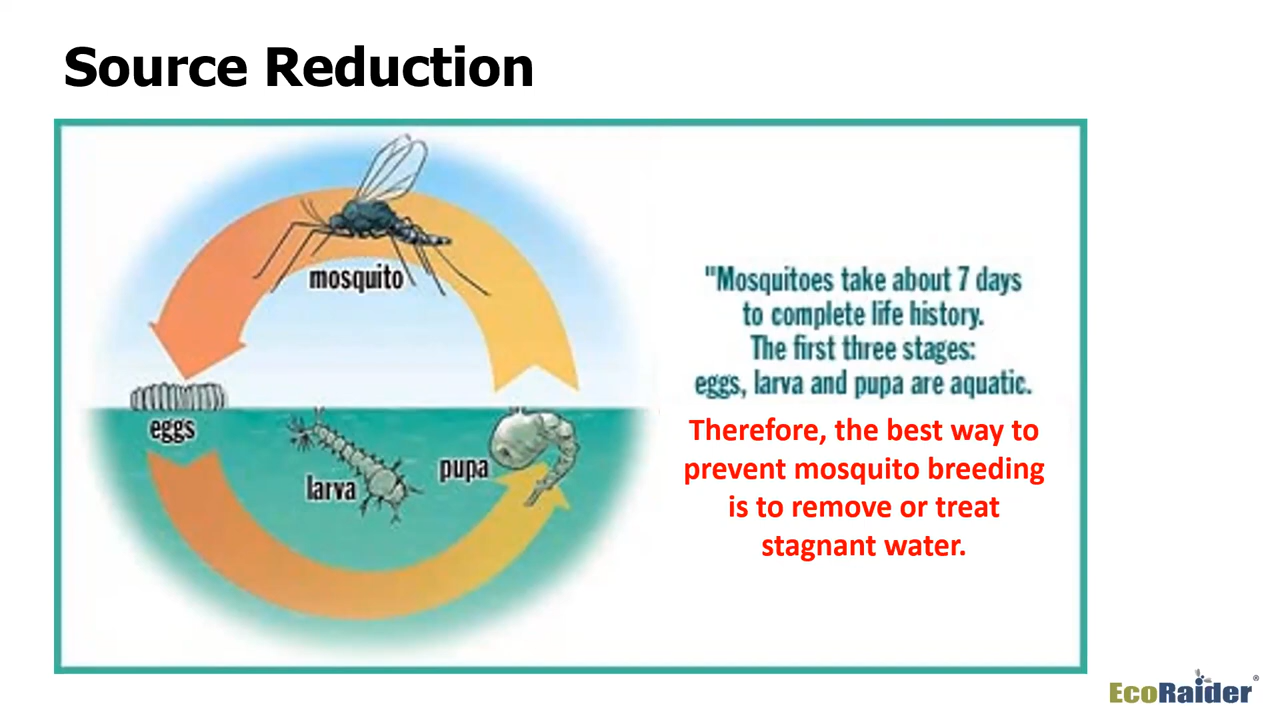 Source Reduction
mosquito
eggs
larva
pupa
"Mosquitoes take about 7 days
to complete life history.
The first three stages:
eggs, larva and pupa are aquatic.
Therefore, the best way to
prevent mosquito breeding
is to remove or treat
stagnant water.
EcoRaider®